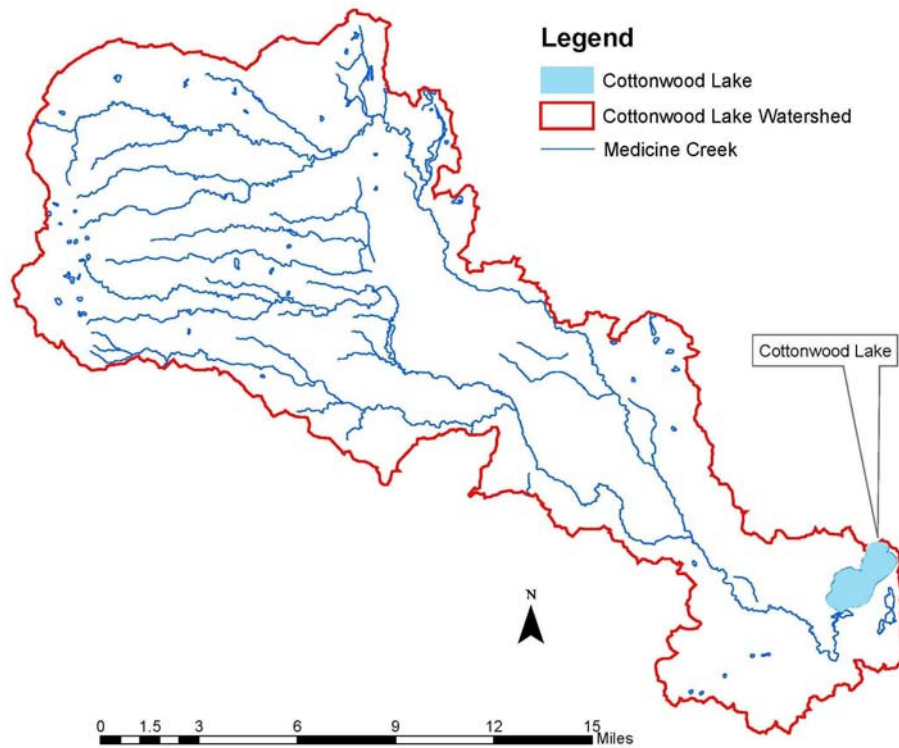 Legend
Cottonwood Lake
Cottonwood Lake Watershed
Medicine Creek
Cottonwood Lake
N
0 1.5 3 6 9 12 15
Miles